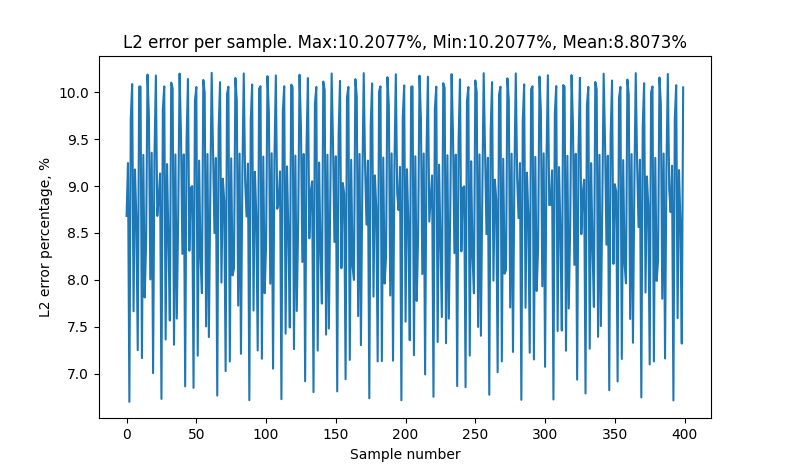 L2 error per sample. Max:10.2077%, Min:10.2077%, Mean:8.8073%
L2 error percentage, %
10.0
9.5
9.0
8.5
8.0
7.5
7.0
0 50 100 150 200 250 300 350 400
Sample number